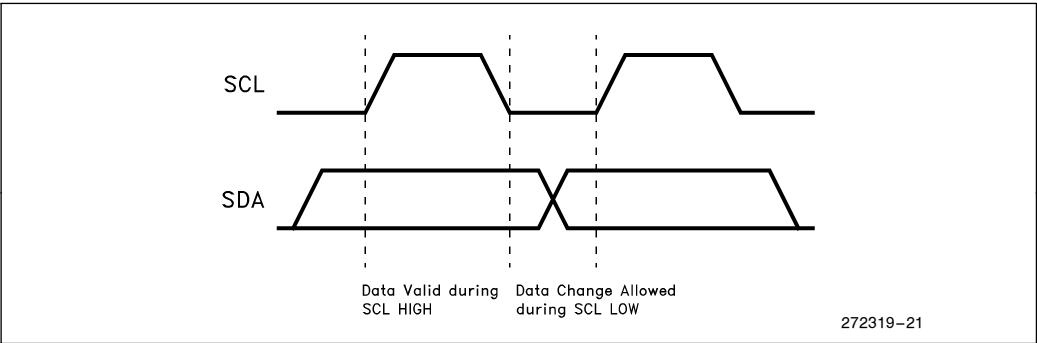 SCL
SDA
Data Valid during
SCL HIGH
Data Change Allowed
during SCL LOW
272319–21